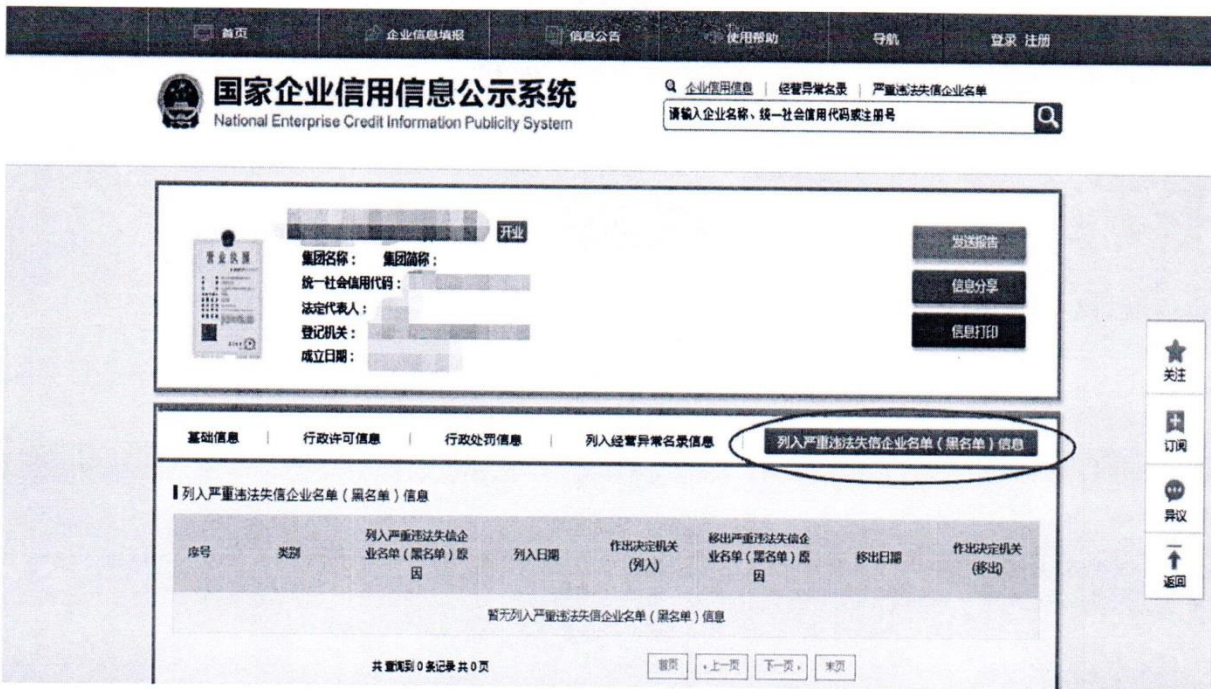 首页 企业信息填报 信息公告 使用帮助 导航 登录 注册
国家企业信用信息公示系统
National Enterprise Credit Information Publicity System
企业信用信息 | 经营异常名录 | 严重违法失信企业名单
请输入企业名称、统一社会信用代码或注册号
营业执照
开业
集团名称： 集团简称：
统一社会信用代码：
法定代表人：
登记机关：
成立日期：
发送报告
信息分享
信息打印
关注
订阅
异议
返回
基础信息 | 行政许可信息 | 行政处罚信息 | 列入经营异常名录信息 | 列入严重违法失信企业名单（黑名单）信息
列入严重违法失信企业名单（黑名单）信息
序号 类别 列入严重违法失信企业名单（黑名单）原因 列入日期 作出决定机关(列入) 移出严重违法失信企业名单（黑名单）原因 移出日期 作出决定机关(移出)
暂无列入严重违法失信企业名单（黑名单）信息
共查询到 0 条记录 共 0 页
首页 上一页 下一页 末页